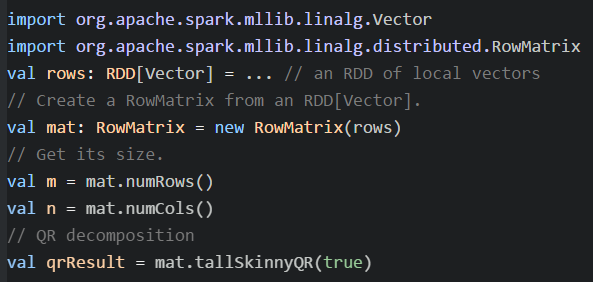 import org.apache.spark.mllib.linalg.Vector
import org.apache.spark.mllib.linalg.distributed.RowMatrix
val rows: RDD[Vector] = ... // an RDD of local vectors
// Create a RowMatrix from an RDD[Vector].
val mat: RowMatrix = new RowMatrix(rows)
// Get its size.
val m = mat.numRows()
val n = mat.numCols()
// QR decomposition
val qrResult = mat.tallSkinnyQR(true)